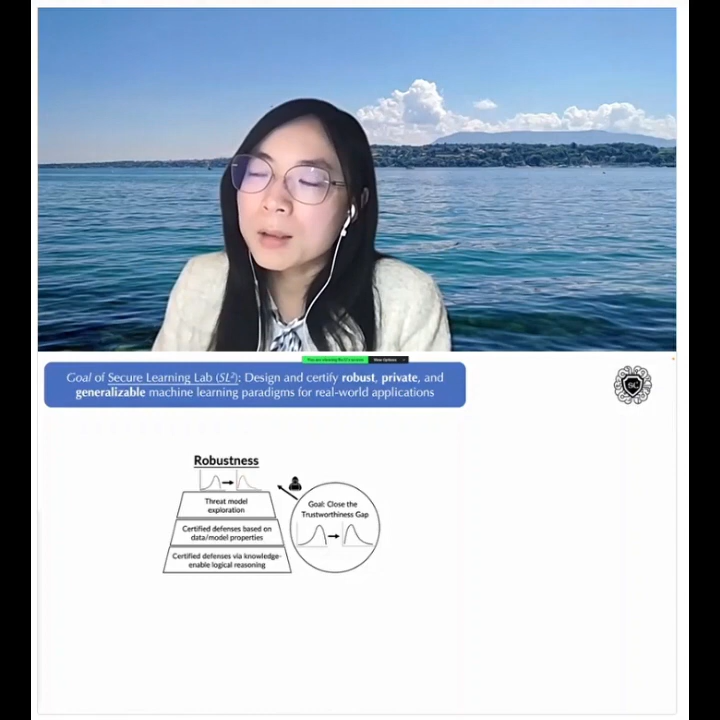 Goal of Secure Learning Lab (SL²): Design and certify robust, private, and
generalizable machine learning paradigms for real-world applications
Robustness
Threat model
exploration
Certified defenses based on
data/model properties
Certified defenses via knowledge-
enable logical reasoning
Goal: Close the
Trustworthiness Gap